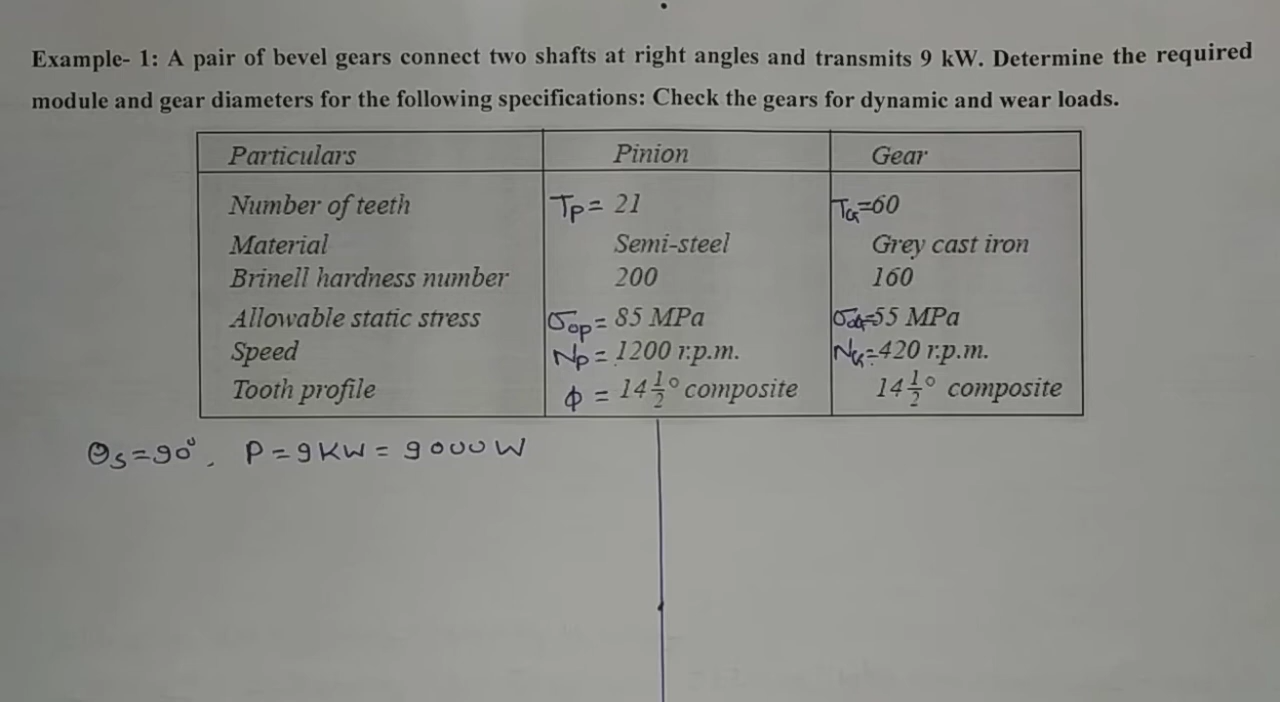 Example- 1: A pair of bevel gears connect two shafts at right angles and transmits 9 kW. Determine the required
module and gear diameters for the following specifications: Check the gears for dynamic and wear loads.
Particulars Pinion Gear
Number of teeth Tp= 21 TG=60
Material Semi-steel Grey cast iron
Brinell hardness number 200 160
Allowable static stress σop= 85 MPa σoG=55 MPa
Speed Np= 1200 r.p.m. NG=420 r.p.m.
Tooth profile ϕ = 14½° composite 14½° composite
θs=90°, P=9KW= 9000W